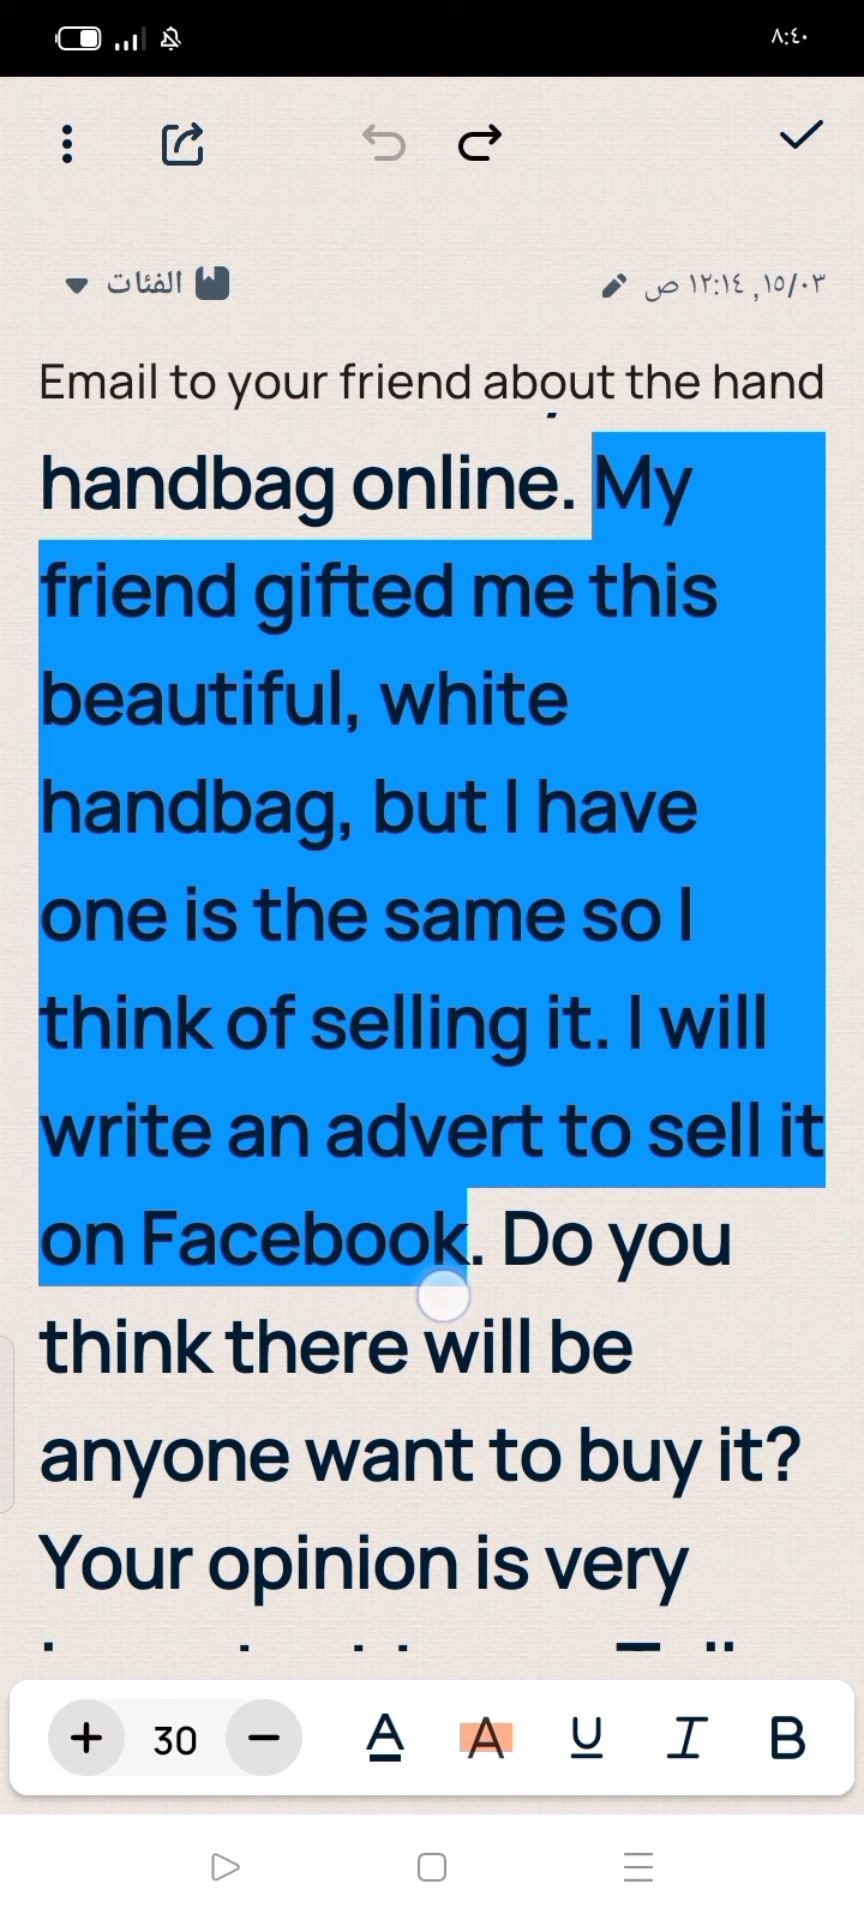 ٨:٤٠
الفئات
١٥/٠٣, ١٢:١٤ ص
Email to your friend about the hand
handbag online. My
friend gifted me this
beautiful, white
handbag, but I have
one is the same so I
think of selling it. I will
write an advert to sell it
on Facebook. Do you
think there will be
anyone want to buy it?
Your opinion is very
+ 30 − A A U I B